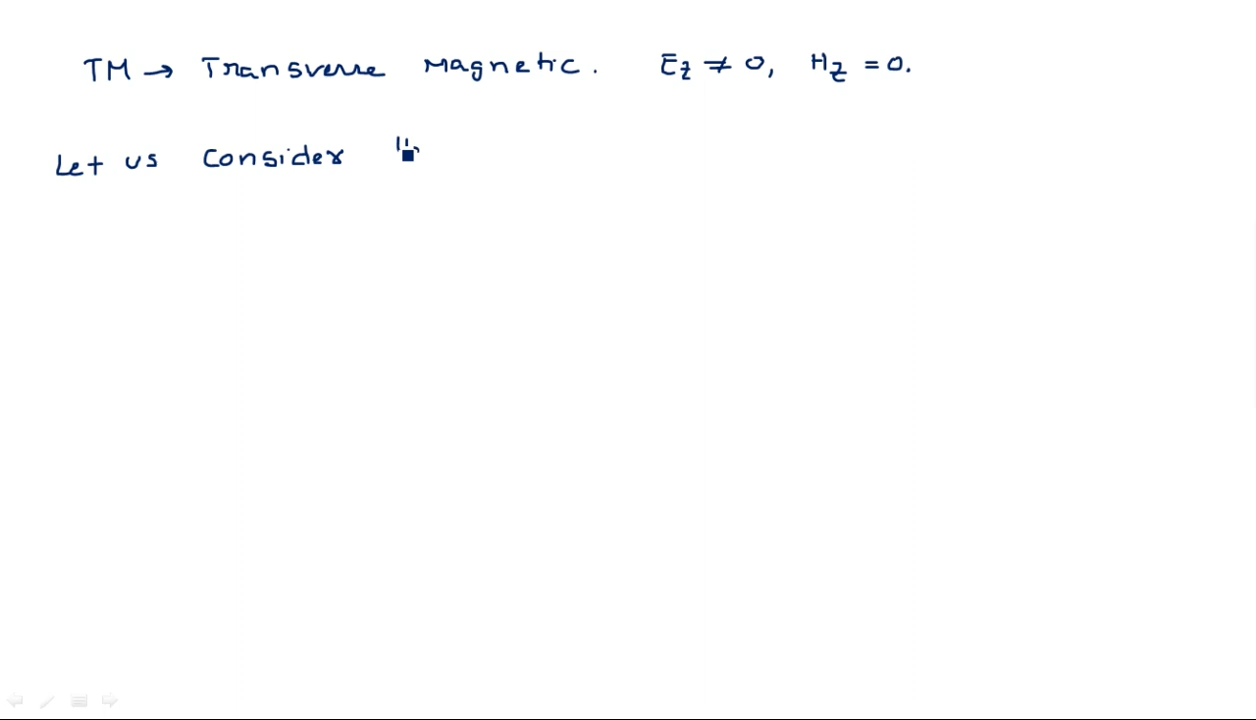 TM → Transverse Magnetic. Ez ≠ 0, Hz = 0.
Let us consider